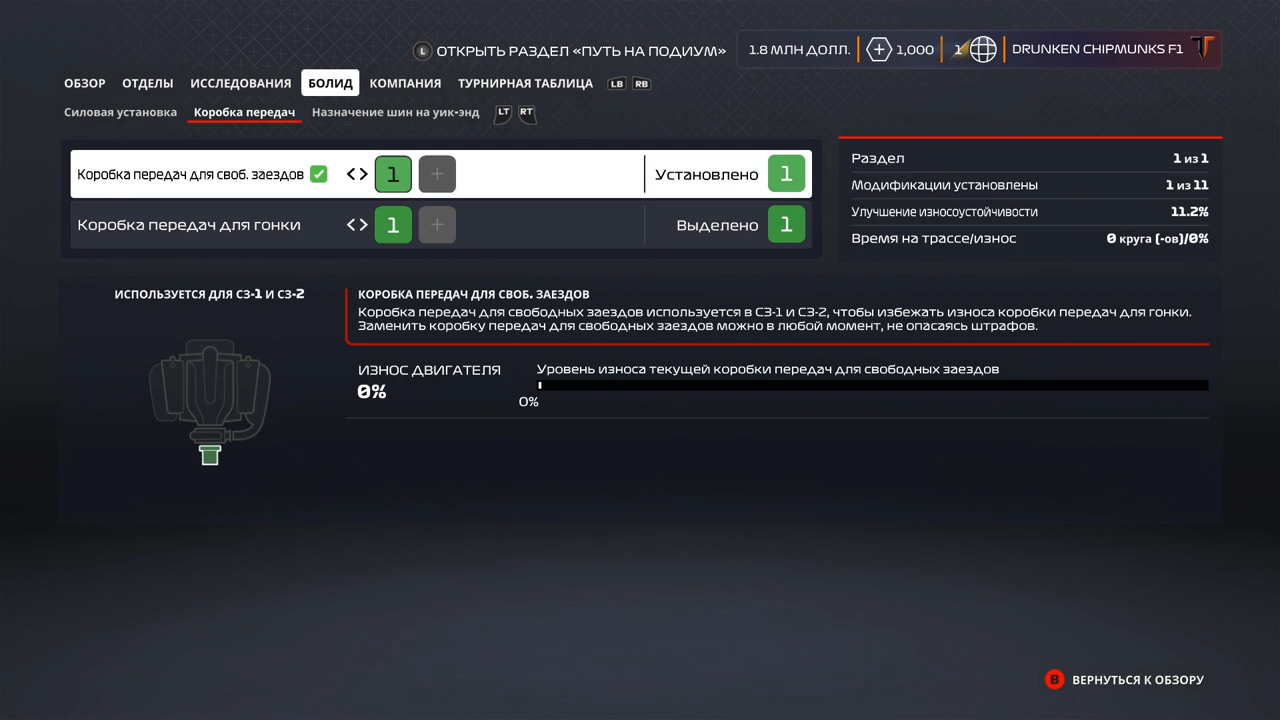 L ОТКРЫТЬ РАЗДЕЛ «ПУТЬ НА ПОДИУМ»
1.8 МЛН ДОЛЛ. 1,000 1 DRUNKEN CHIPMUNKS F1
ОБЗОР ОТДЕЛЫ ИССЛЕДОВАНИЯ БОЛИД КОМПАНИЯ ТУРНИРНАЯ ТАБЛИЦА LB RB
Силовая установка Коробка передач Назначение шин на уик-энд LT RT
Коробка передач для своб. заездов 1 + Установлено 1
Коробка передач для гонки 1 + Выделено 1
Раздел 1 из 1
Модификации установлены 1 из 11
Улучшение износоустойчивости 11.2%
Время на трассе/износ 0 круга (-ов)/0%
ИСПОЛЬЗУЕТСЯ ДЛЯ СЗ-1 И СЗ-2
КОРОБКА ПЕРЕДАЧ ДЛЯ СВОБ. ЗАЕЗДОВ
Коробка передач для свободных заездов используется в СЗ-1 и СЗ-2, чтобы избежать износа коробки передач для гонки.
Заменить коробку передач для свободных заездов можно в любой момент, не опасаясь штрафов.
ИЗНОС ДВИГАТЕЛЯ
0%
Уровень износа текущей коробки передач для свободных заездов
0%
B ВЕРНУТЬСЯ К ОБЗОРУ